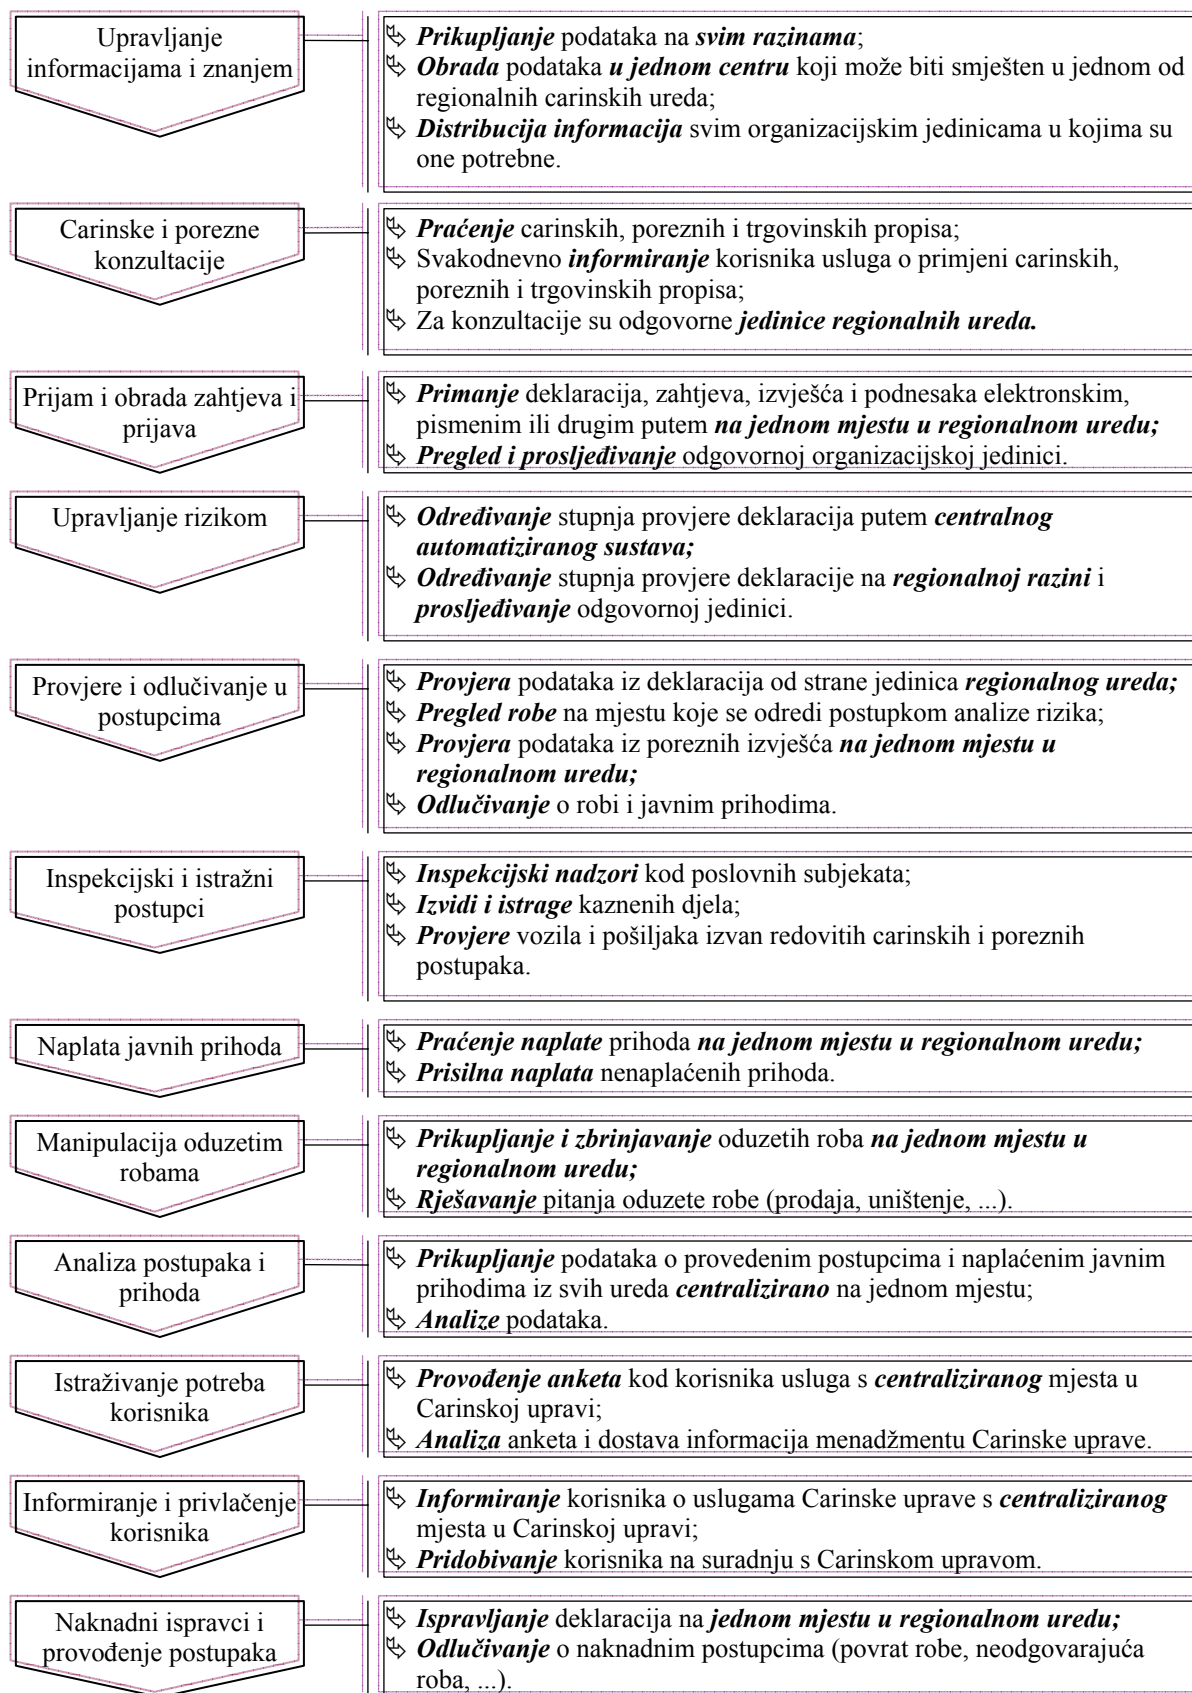 Upravljanje
informacijama i znanjem
↳ Prikupljanje podataka na svim razinama;
↳ Obrada podataka u jednom centru koji može biti smješten u jednom od
regionalnih carinskih ureda;
↳ Distribucija informacija svim organizacijskim jedinicama u kojima su
one potrebne.
Carinske i porezne
konzultacije
↳ Praćenje carinskih, poreznih i trgovinskih propisa;
↳ Svakodnevno informiranje korisnika usluga o primjeni carinskih,
poreznih i trgovinskih propisa;
↳ Za konzultacije su odgovorne jedinice regionalnih ureda.
Prijam i obrada zahtjeva i
prijava
↳ Primanje deklaracija, zahtjeva, izvješća i podnesaka elektronskim,
pismenim ili drugim putem na jednom mjestu u regionalnom uredu;
↳ Pregled i prosljeđivanje odgovornoj organizacijskoj jedinici.
Upravljanje rizikom
↳ Određivanje stupnja provjere deklaracija putem centralnog
automatiziranog sustava;
↳ Određivanje stupnja provjere deklaracije na regionalnoj razini i
prosljeđivanje odgovornoj jedinici.
Provjere i odlučivanje u
postupcima
↳ Provjera podataka iz deklaracija od strane jedinica regionalnog ureda;
↳ Pregled robe na mjestu koje se odredi postupkom analize rizika;
↳ Provjera podataka iz poreznih izvješća na jednom mjestu u
regionalnom uredu;
↳ Odlučivanje o robi i javnim prihodima.
Inspekcijski i istražni
postupci
↳ Inspekcijski nadzori kod poslovnih subjekata;
↳ Izvidi i istrage kaznenih djela;
↳ Provjere vozila i pošiljaka izvan redovitih carinskih i poreznih
postupaka.
Naplata javnih prihoda
↳ Praćenje naplate prihoda na jednom mjestu u regionalnom uredu;
↳ Prisilna naplata nenaplaćenih prihoda.
Manipulacija oduzetim
robama
↳ Prikupljanje i zbrinjavanje oduzetih roba na jednom mjestu u
regionalnom uredu;
↳ Rješavanje pitanja oduzete robe (prodaja, uništenje, ...).
Analiza postupaka i
prihoda
↳ Prikupljanje podataka o provedenim postupcima i naplaćenim javnim
prihodima iz svih ureda centralizirano na jednom mjestu;
↳ Analize podataka.
Istraživanje potreba
korisnika
↳ Provođenje anketa kod korisnika usluga s centraliziranog mjesta u
Carinskoj upravi;
↳ Analiza anketa i dostava informacija menadžmentu Carinske uprave.
Informiranje i privlačenje
korisnika
↳ Informiranje korisnika o uslugama Carinske uprave s centraliziranog
mjesta u Carinskoj upravi;
↳ Pridobivanje korisnika na suradnju s Carinskom upravom.
Naknadni ispravci i
provođenje postupaka
↳ Ispravljanje deklaracija na jednom mjestu u regionalnom uredu;
↳ Odlučivanje o naknadnim postupcima (povrat robe, neodgovarajuća
roba, ...).